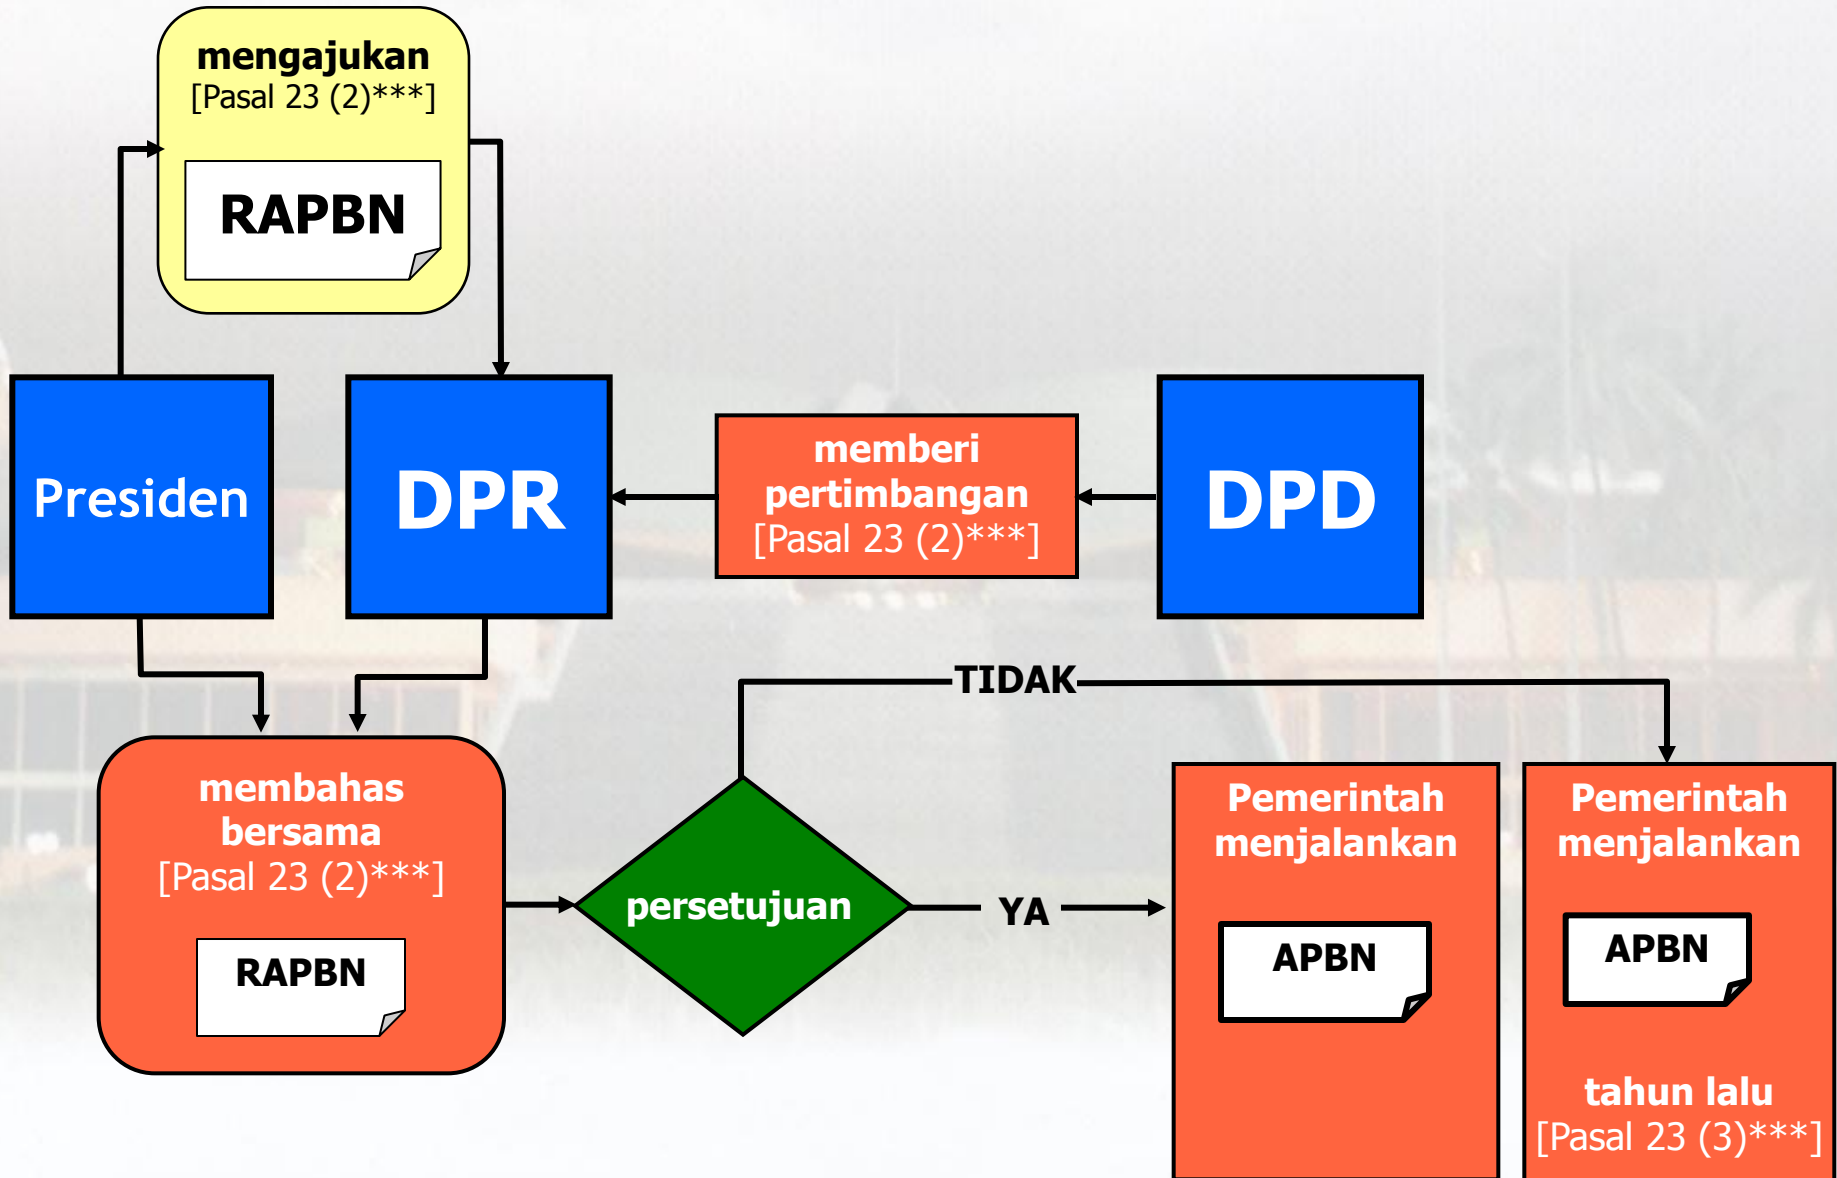 mengajukan
[Pasal 23 (2)***]
RAPBN
Presiden
DPR
memberi
pertimbangan
[Pasal 23 (2)***]
DPD
TIDAK
membahas
bersama
[Pasal 23 (2)***]
RAPBN
persetujuan
YA
Pemerintah
menjalankan
APBN
Pemerintah
menjalankan
APBN
tahun lalu
[Pasal 23 (3)***]